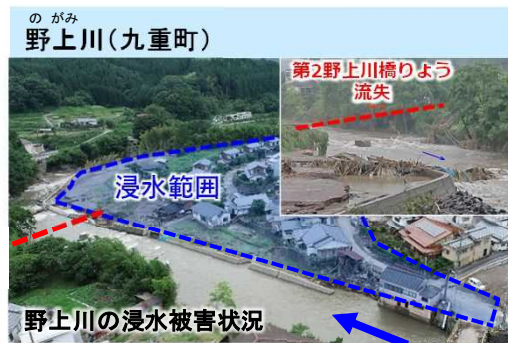 の がみ
野上川（九重町）
第2野上川橋りょう
流失
浸水範囲
野上川の浸水被害状況